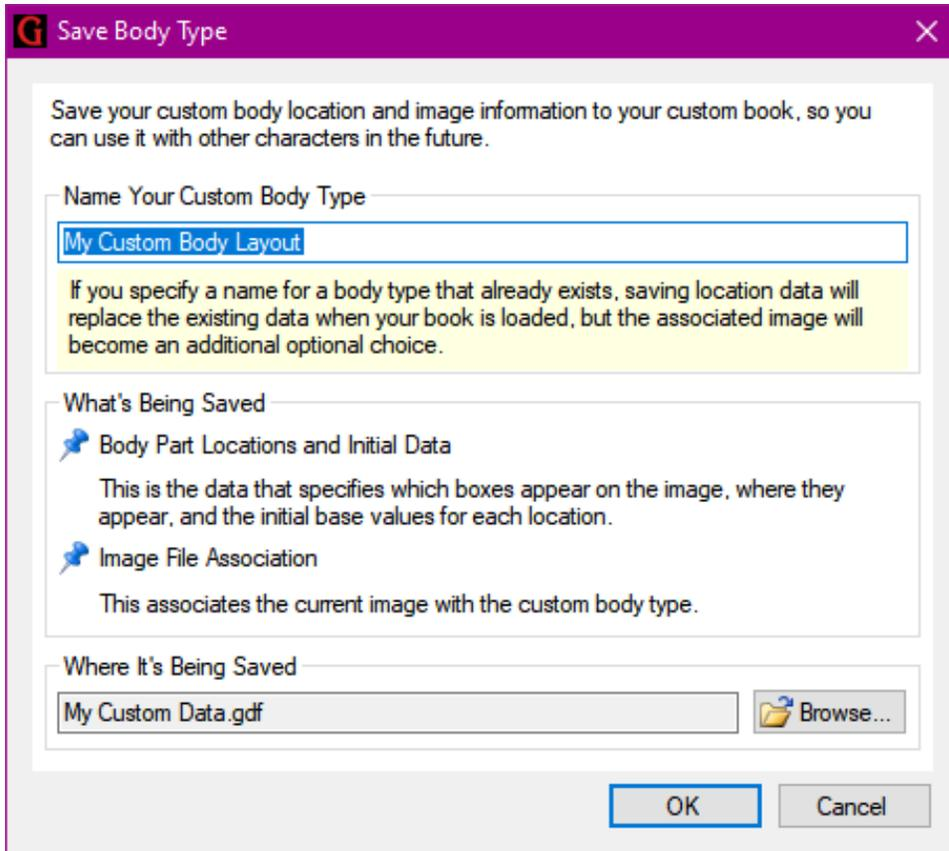 G Save Body Type
Save your custom body location and image information to your custom book, so you
can use it with other characters in the future.
Name Your Custom Body Type
My Custom Body Layout
If you specify a name for a body type that already exists, saving location data will
replace the existing data when your book is loaded, but the associated image will
become an additional optional choice.
What's Being Saved
Body Part Locations and Initial Data
This is the data that specifies which boxes appear on the image, where they
appear, and the initial base values for each location.
Image File Association
This associates the current image with the custom body type.
Where It's Being Saved
My Custom Data.gdf
Browse...
OK
Cancel